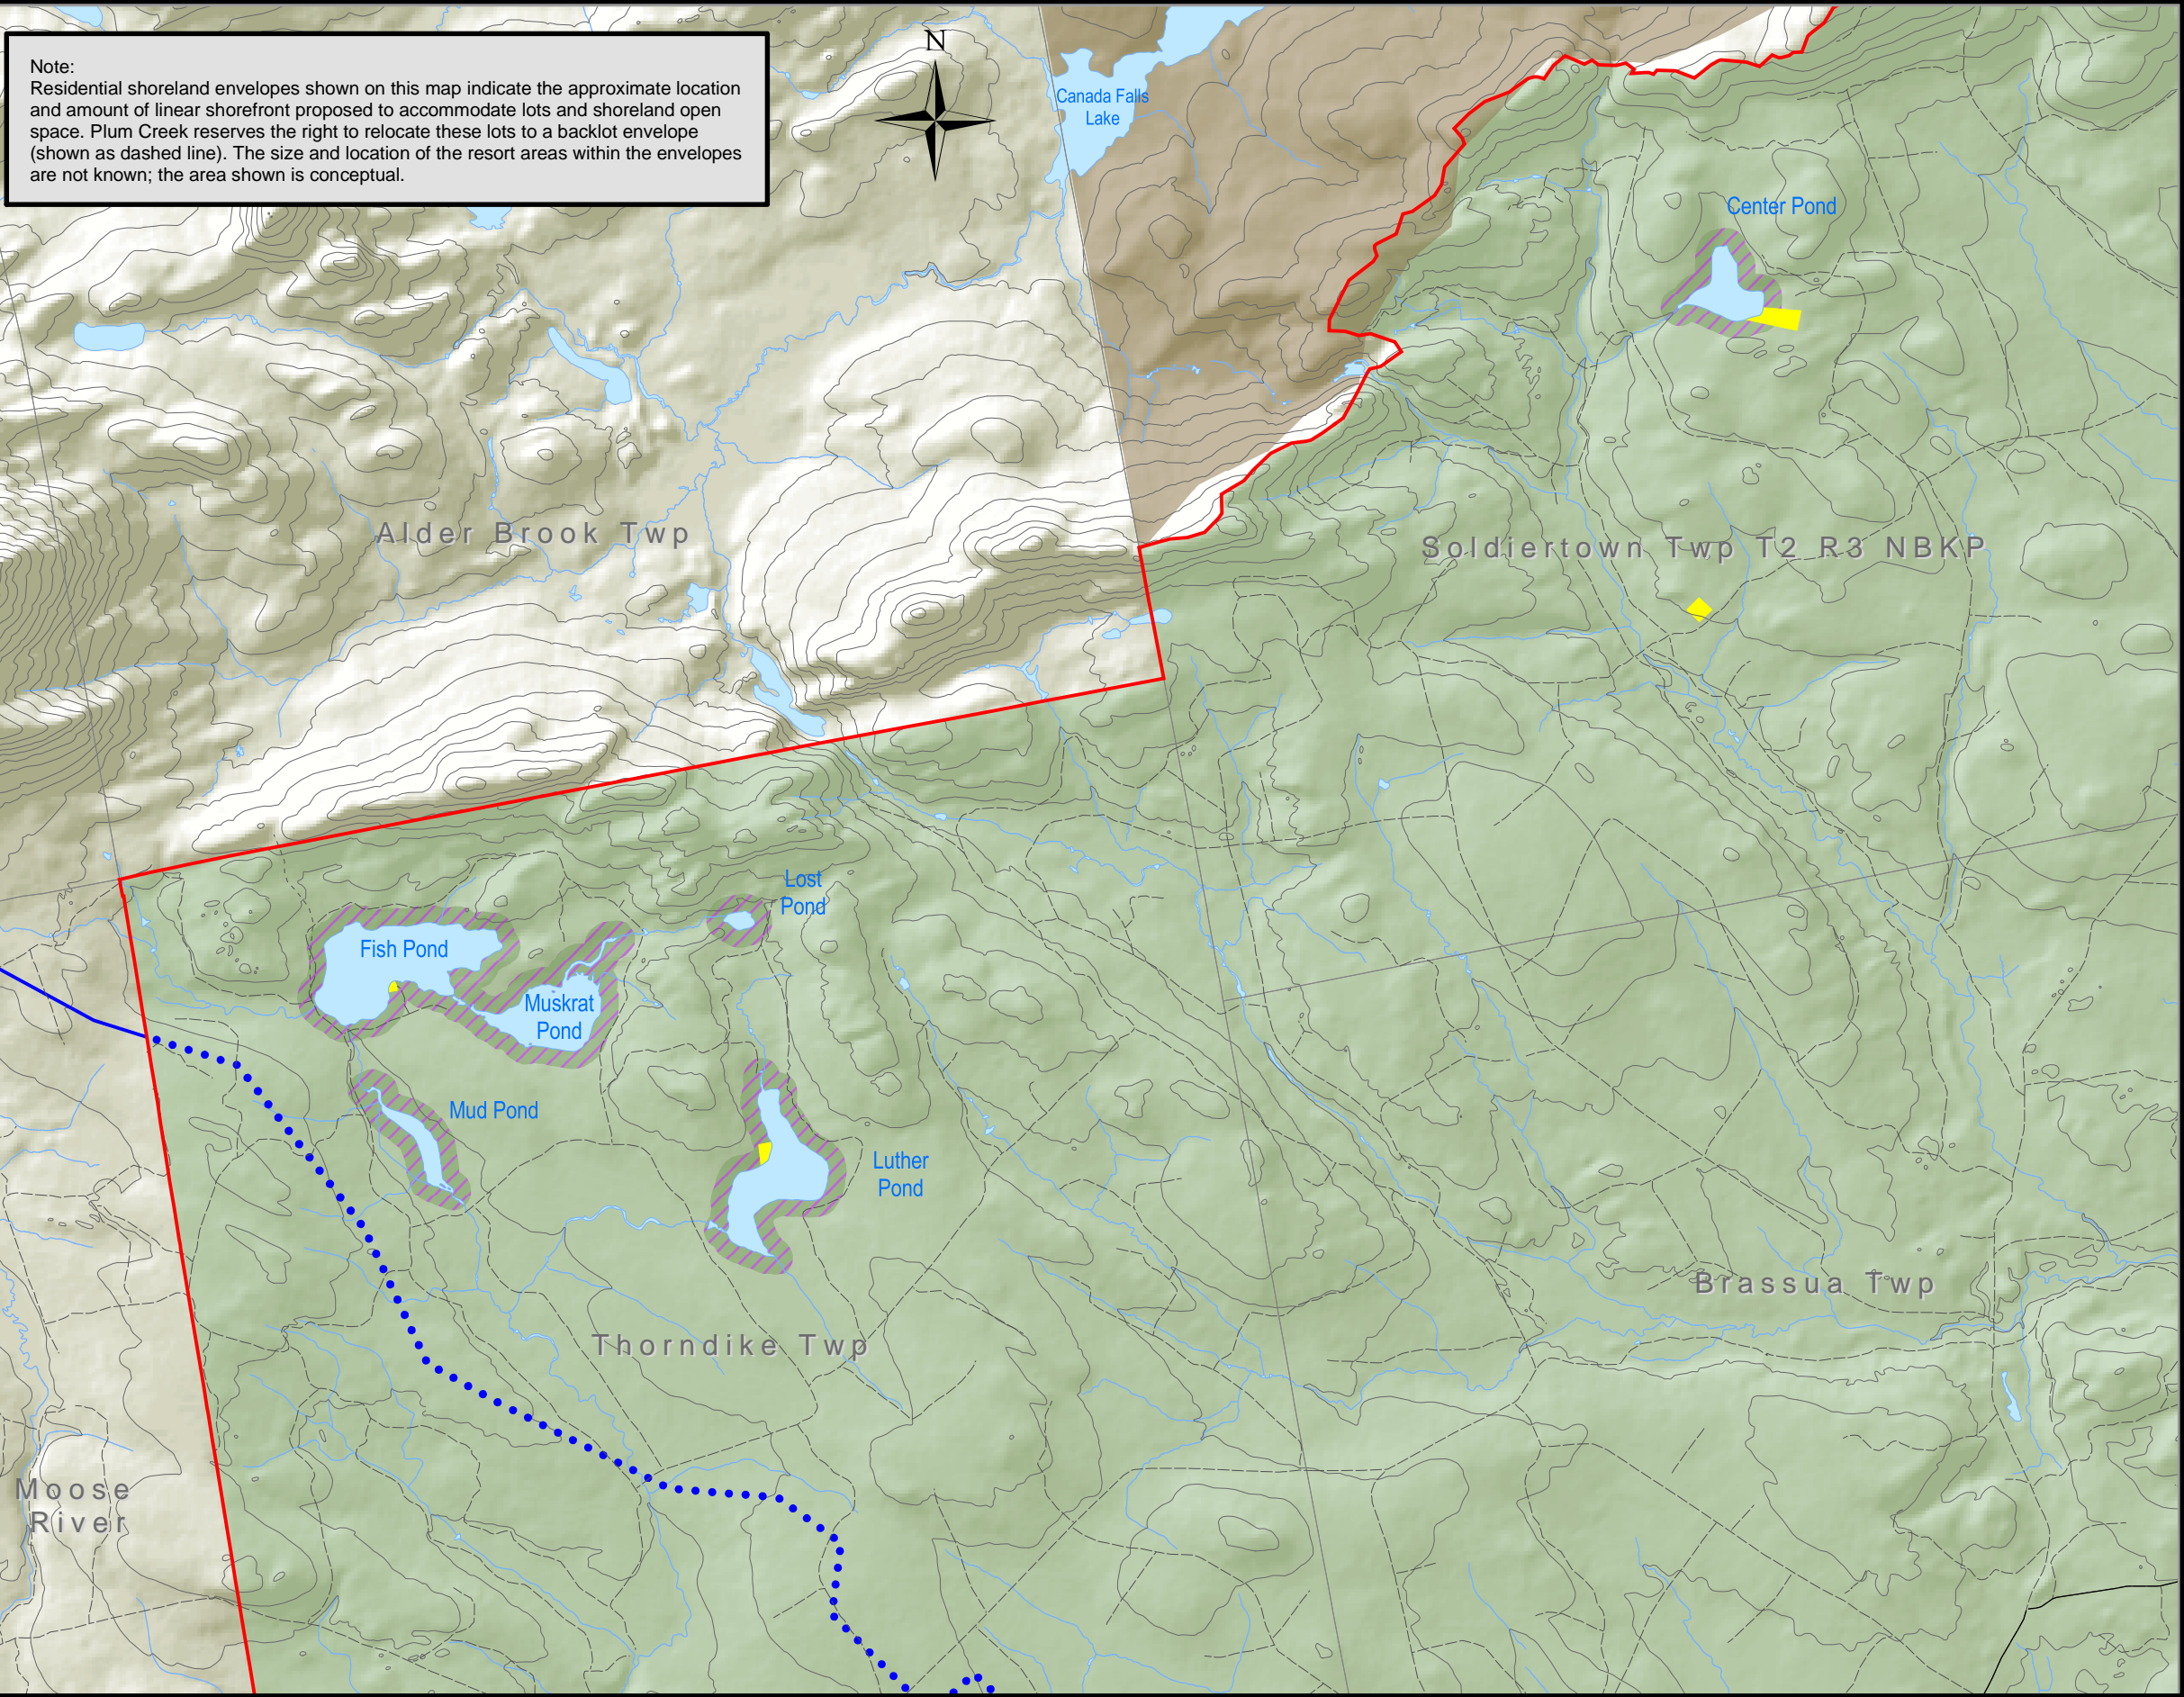 Note:
Residential shoreland envelopes shown on this map indicate the approximate location
and amount of linear shorefront proposed to accommodate lots and shoreland open
space. Plum Creek reserves the right to relocate these lots to a backlot envelope
(shown as dashed line). The size and location of the resort areas within the envelopes
are not known; the area shown is conceptual.
N
Canada Falls
Lake
Center Pond
Alder Brook Twp
Soldiertown Twp T2 R3 NBKP
Lost
Pond
Fish Pond
Muskrat
Pond
Mud Pond
Luther
Pond
Brassua Twp
Thorndike Twp
Moose
River